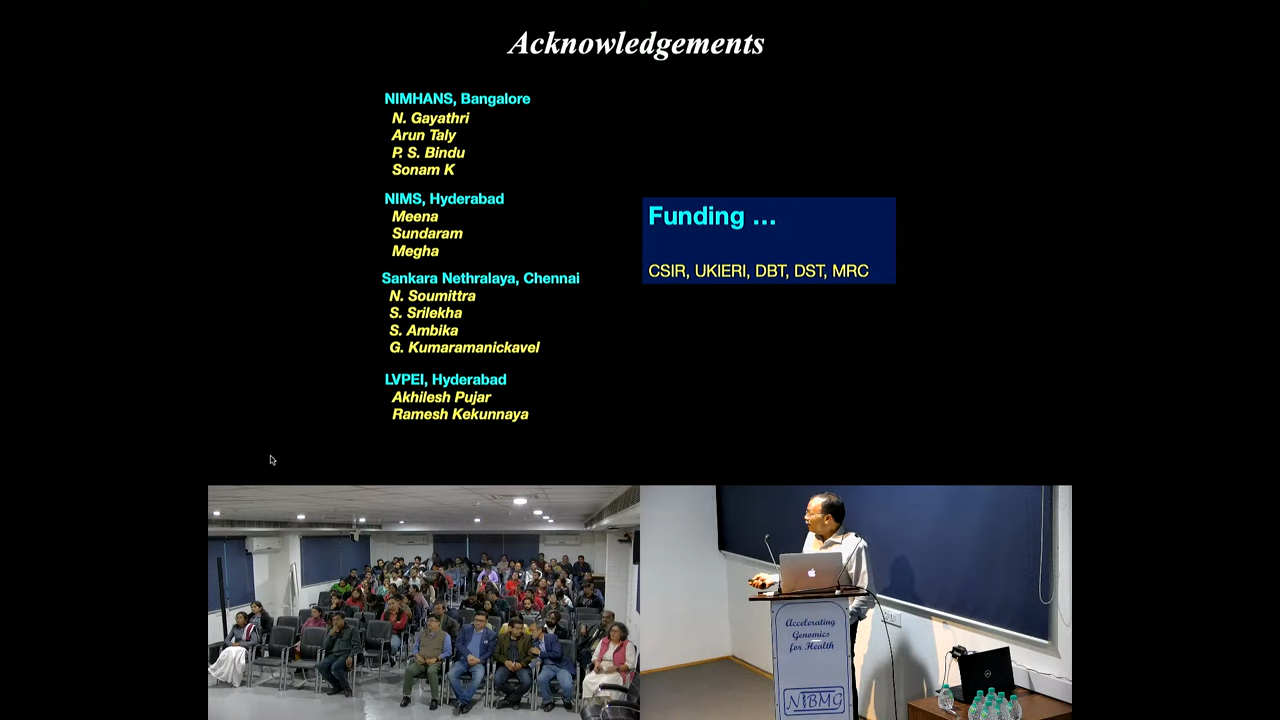 Acknowledgements
NIMHANS, Bangalore
N. Gayathri
Arun Taly
P. S. Bindu
Sonam K
NIMS, Hyderabad
Meena
Sundaram
Megha
Sankara Nethralaya, Chennai
N. Soumittra
S. Srilekha
S. Ambika
G. Kumaramanickavel
LVPEI, Hyderabad
Akhilesh Pujar
Ramesh Kekunnaya
Funding ...
CSIR, UKIERI, DBT, DST, MRC
Accelerating
Genomics
for Health
NIBMG